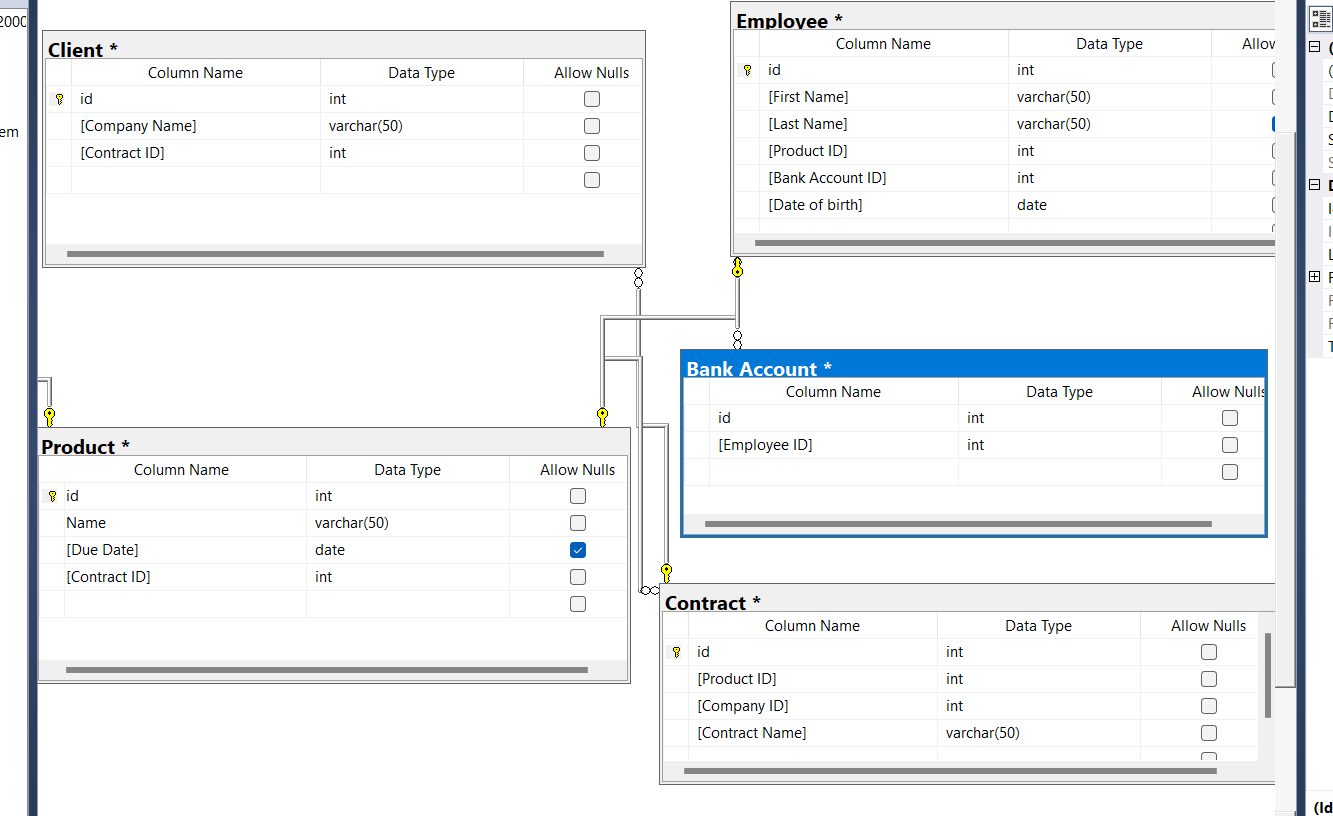 2000
em
Client *
Column Name Data Type Allow Nulls
id int
[Company Name] varchar(50)
[Contract ID] int
Employee *
Column Name Data Type Allow
id int
[First Name] varchar(50)
[Last Name] varchar(50)
[Product ID] int
[Bank Account ID] int
[Date of birth] date
Bank Account *
Column Name Data Type Allow Nulls
id int
[Employee ID] int
Product *
Column Name Data Type Allow Nulls
id int
Name varchar(50)
[Due Date] date
[Contract ID] int
Contract *
Column Name Data Type Allow Nulls
id int
[Product ID] int
[Company ID] int
[Contract Name] varchar(50)
(Id